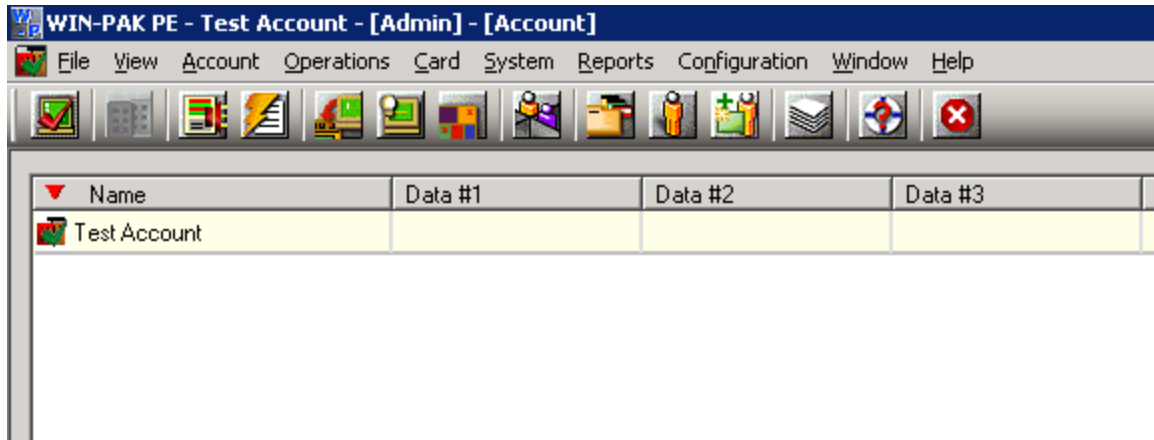 WIN-PAK PE - Test Account - [Admin] - [Account]
File View Account Operations Card System Reports Configuration Window Help
Name Data #1 Data #2 Data #3
Test Account